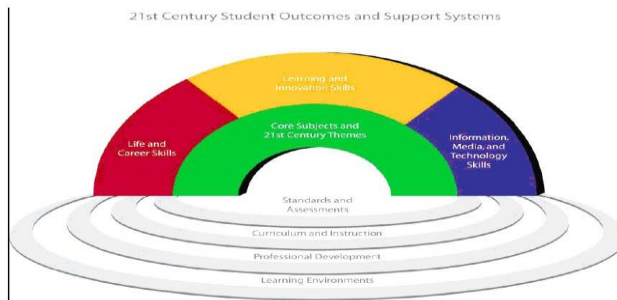 21st Century Student Outcomes and Support Systems
Learning and
Innovation Skills
Core Subjects and
21st Century Themes
Life and
Career Skills
Information,
Media, and
Technology
Skills
Standards and
Assessments
Curriculum and Instruction
Professional Development
Learning Environments